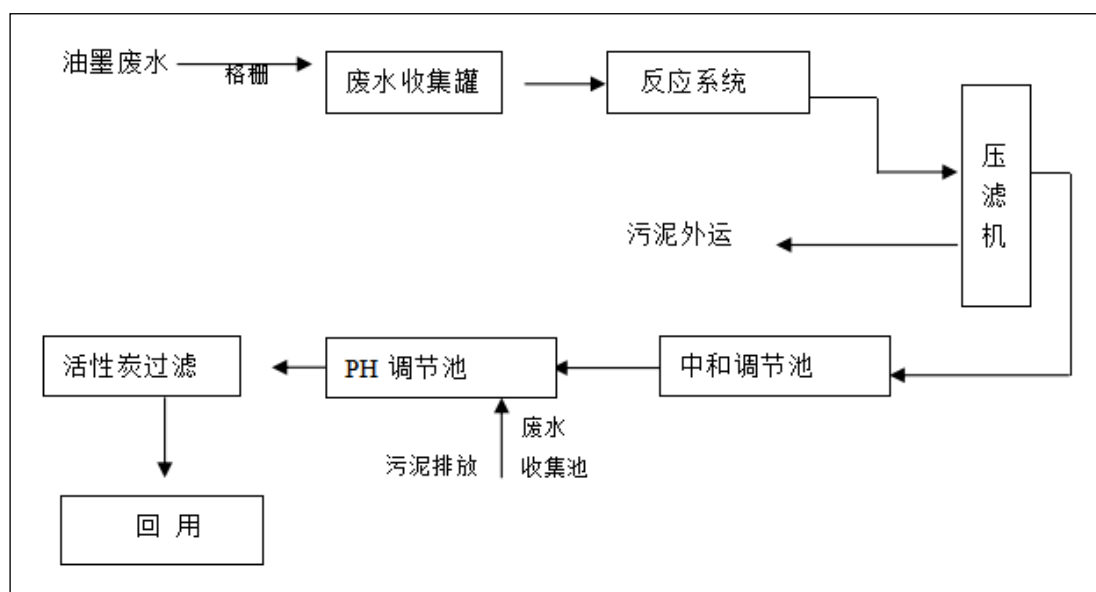 油墨废水
格栅
废水收集罐
反应系统
压
滤
机
污泥外运
中和调节池
PH 调节池
活性炭过滤
污泥排放
废水
收集池
回 用